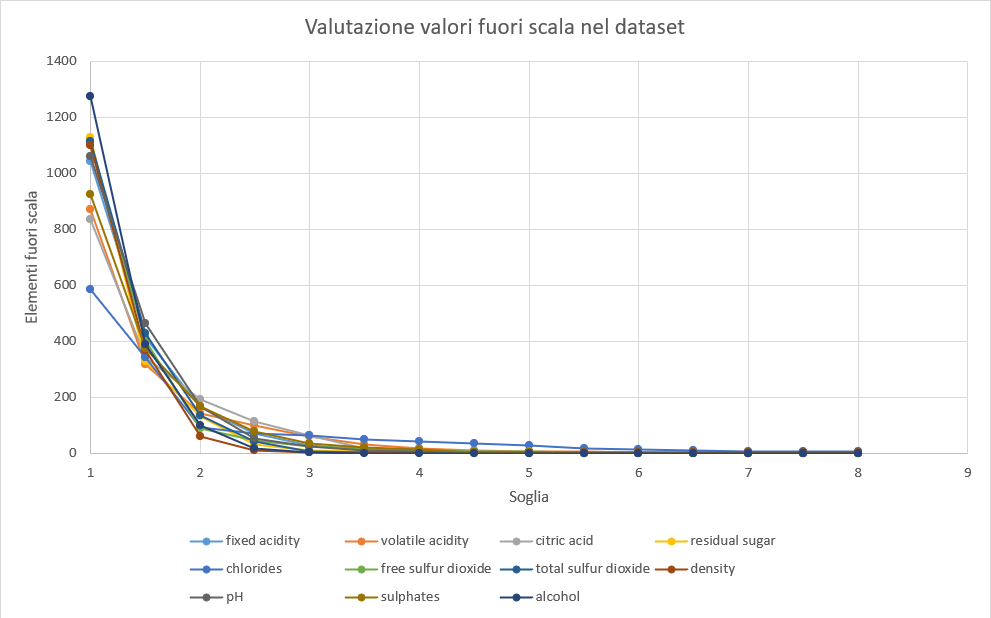 Valutazione valori fuori scala nel dataset
1400
1200
1000
800
600
400
200
0
Elementi fuori scala
1 2 3 4 5 6 7 8 9
Soglia
fixed acidity volatile acidity citric acid residual sugar
chlorides free sulfur dioxide total sulfur dioxide density
pH sulphates alcohol